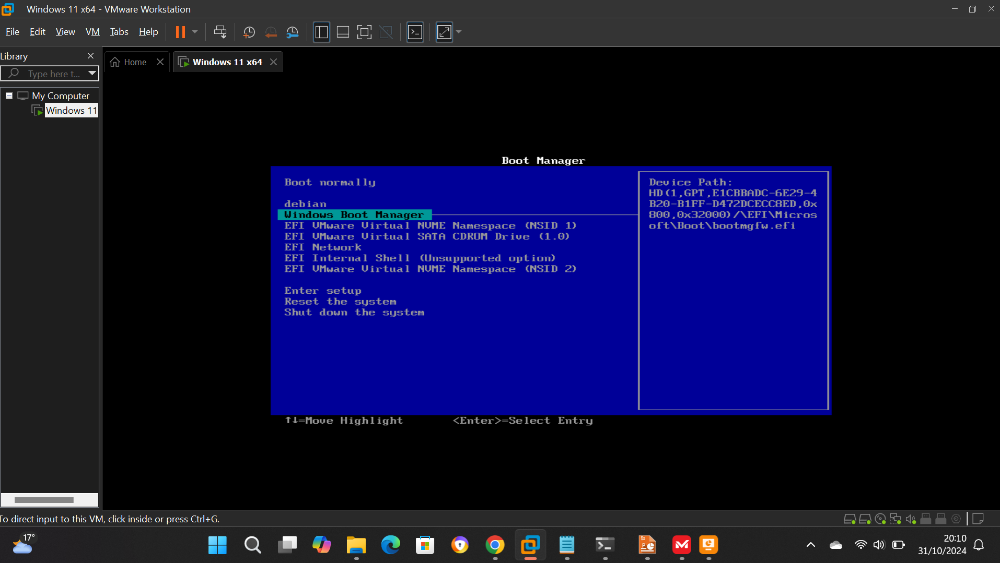 Windows 11 x64 - VMware Workstation
File Edit View VM Tabs Help
Library
Home
Windows 11 x64
Type here t...
My Computer
Windows 11
Boot Manager
Boot normally
debian
Windows Boot Manager
EFI VMware Virtual NVME Namespace (NSID 1)
EFI VMware Virtual SATA CDROM Drive (1.0)
EFI Network
EFI Internal Shell (Unsupported option)
EFI VMware Virtual NVME Namespace (NSID 2)
Enter setup
Reset the system
Shut down the system
Device Path:
HD(1,GPT,E1CBBADC-6E29-4
B20-B1FF-D472DCECC8ED,0x
800,0x32000)/\EFI\Micros
oft\Boot\bootmgfw.efi
↑↓=Move Highlight <Enter>=Select Entry
To direct input to this VM, click inside or press Ctrl+G.
17°
20:10
31/10/2024